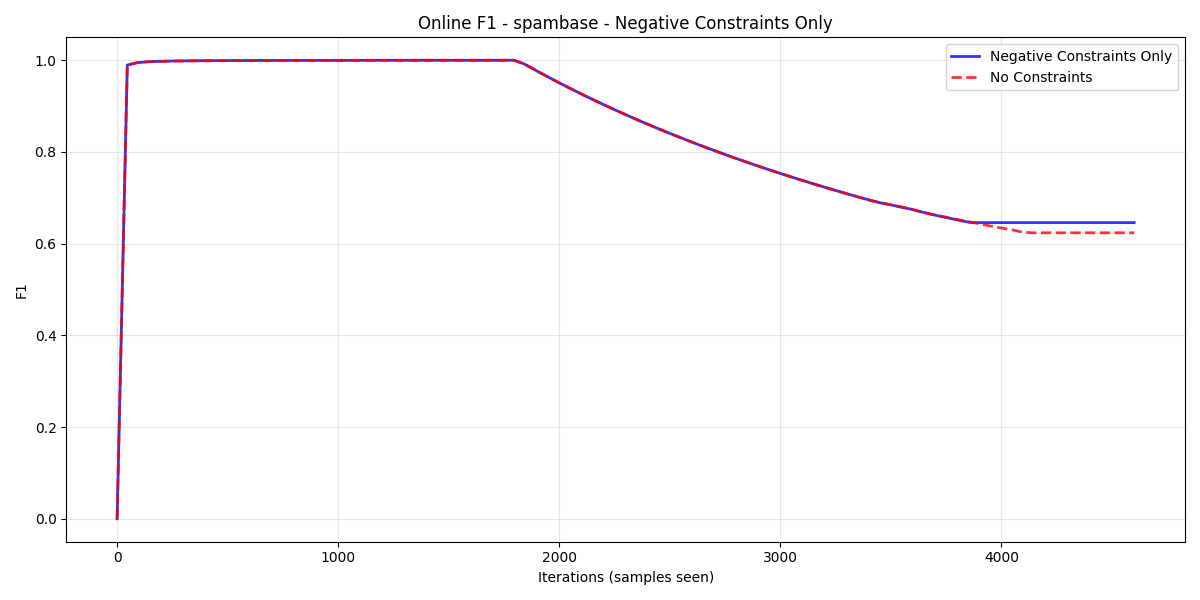 Online F1 - spambase - Negative Constraints Only
Negative Constraints Only
No Constraints
F1
1.0
0.8
0.6
0.4
0.2
0.0
0 1000 2000 3000 4000
Iterations (samples seen)